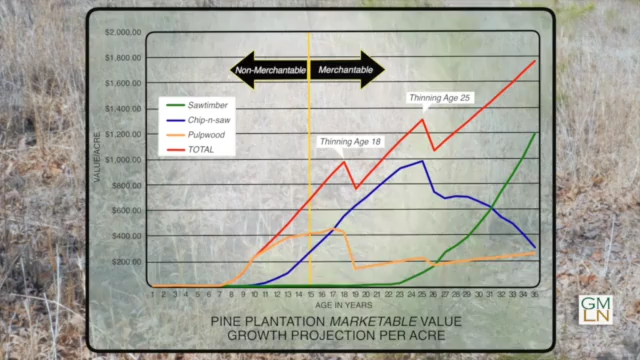 $2,000.00
$1,800.00
$1,600.00
$1,400.00
$1,200.00
$1,000.00
$800.00
$600.00
$400.00
$200.00
VALUE/ACRE
Non-Merchantable
Merchantable
Sawtimber
Chip-n-saw
Pulpwood
TOTAL
Thinning Age 18
Thinning Age 25
1 2 3 4 5 6 7 8 9 10 11 12 13 14 15 16 17 18 19 20 21 22 23 24 25 26 27 28 29 30 31 32 33 34 35
AGE IN YEARS
PINE PLANTATION MARKETABLE VALUE
GROWTH PROJECTION PER ACRE
GM
LN